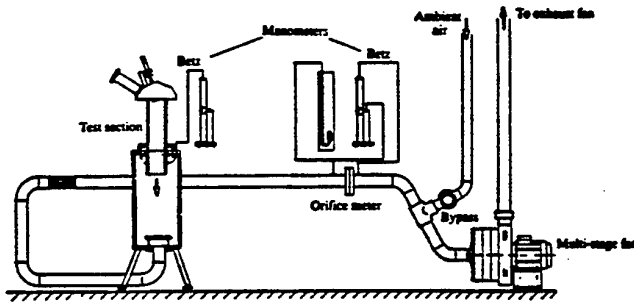 Manometers
Ambient
air
To exhaust fan
Betz
Betz
Test section
Orifice meter
Bypass
Multi-stage fan